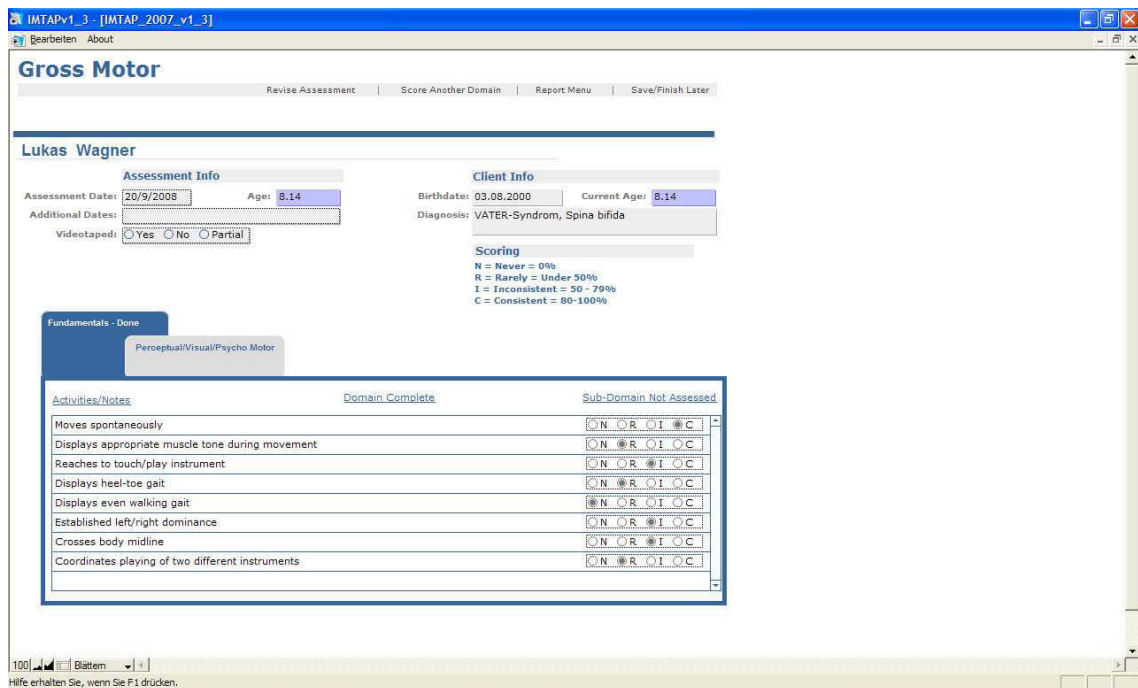 IMTAPv1_3 - [IMTAP_2007_v1_3]
Bearbeiten About
Gross Motor
Revise Assessment | Score Another Domain | Report Menu | Save/Finish Later
Lukas Wagner
Assessment Info Client Info
Assessment Date: 20/9/2008 Age: 8.14 Birthdate: 03.08.2000 Current Age: 8.14
Additional Dates: Diagnosis: VATER-Syndrom, Spina bifida
Videotaped: Yes No Partial
Scoring
N = Never = 0%
R = Rarely = Under 50%
I = Inconsistent = 50 - 79%
C = Consistent = 80-100%
Fundamentals - Done
Perceptual/Visual/Psycho Motor
Activities/Notes Domain Complete Sub-Domain Not Assessed
Moves spontaneously N R I C
Displays appropriate muscle tone during movement N R I C
Reaches to touch/play instrument N R I C
Displays heel-toe gait N R I C
Displays even walking gait N R I C
Established left/right dominance N R I C
Crosses body midline N R I C
Coordinates playing of two different instruments N R I C
100 Blättern
Hilfe erhalten Sie, wenn Sie F1 drücken.